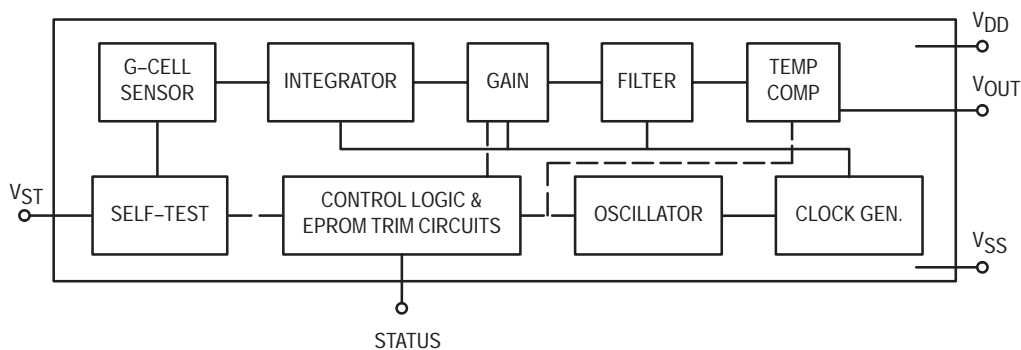 VDD
G–CELL
SENSOR
INTEGRATOR
GAIN
FILTER
TEMP
COMP
VOUT
VST
SELF–TEST
CONTROL LOGIC &
EPROM TRIM CIRCUITS
OSCILLATOR
CLOCK GEN.
VSS
STATUS